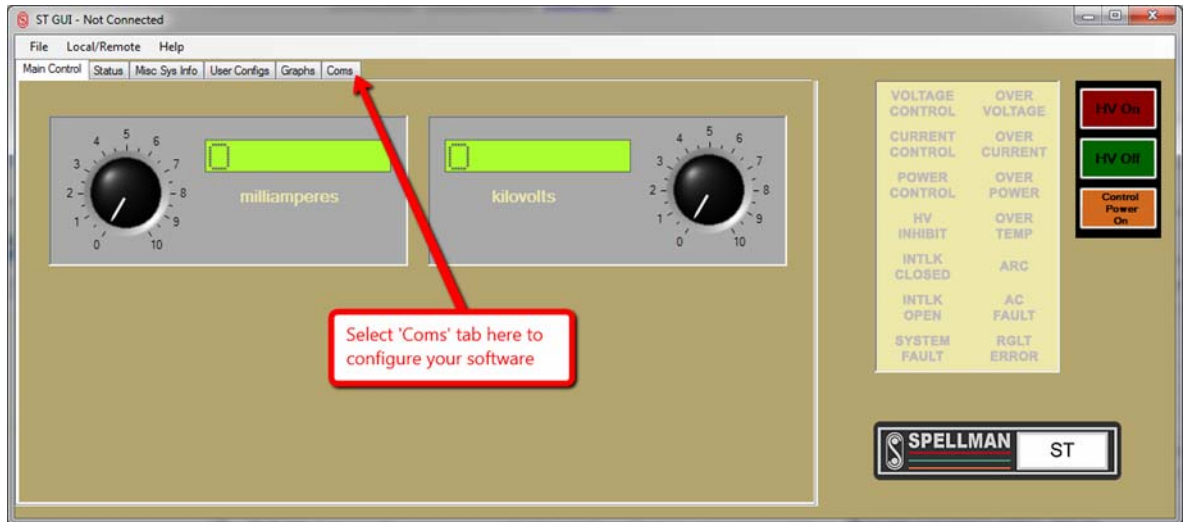 ST GUI - Not Connected
File Local/Remote Help
Main Control Status Misc Sys Info User Configs Graphs Coms
0 1 2 3 4 5 6 7 8 9 10
0
milliamperes
0
kilovolts
0 1 2 3 4 5 6 7 8 9 10
Select 'Coms' tab here to
configure your software
VOLTAGE
CONTROL
OVER
VOLTAGE
CURRENT
CONTROL
OVER
CURRENT
POWER
CONTROL
OVER
POWER
HV
INHIBIT
OVER
TEMP
INTLK
CLOSED
ARC
INTLK
OPEN
AC
FAULT
SYSTEM
FAULT
RGLT
ERROR
HV On
HV Off
Control
Power
On
S SPELLMAN
ST